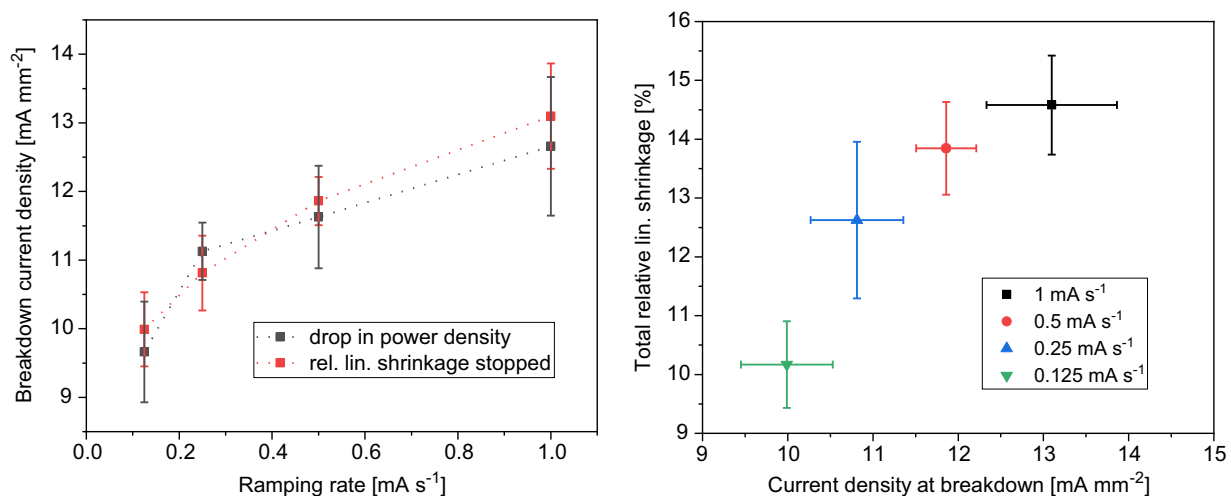 Breakdown current density [mA mm⁻²]
14
13
12
11
10
9
drop in power density
rel. lin. shrinkage stopped
0.0 0.2 0.4 0.6 0.8 1.0
Ramping rate [mA s⁻¹]
Total relative lin. shrinkage [%]
16
15
14
13
12
11
10
9
1 mA s⁻¹
0.5 mA s⁻¹
0.25 mA s⁻¹
0.125 mA s⁻¹
9 10 11 12 13 14 15
Current density at breakdown [mA mm⁻²]